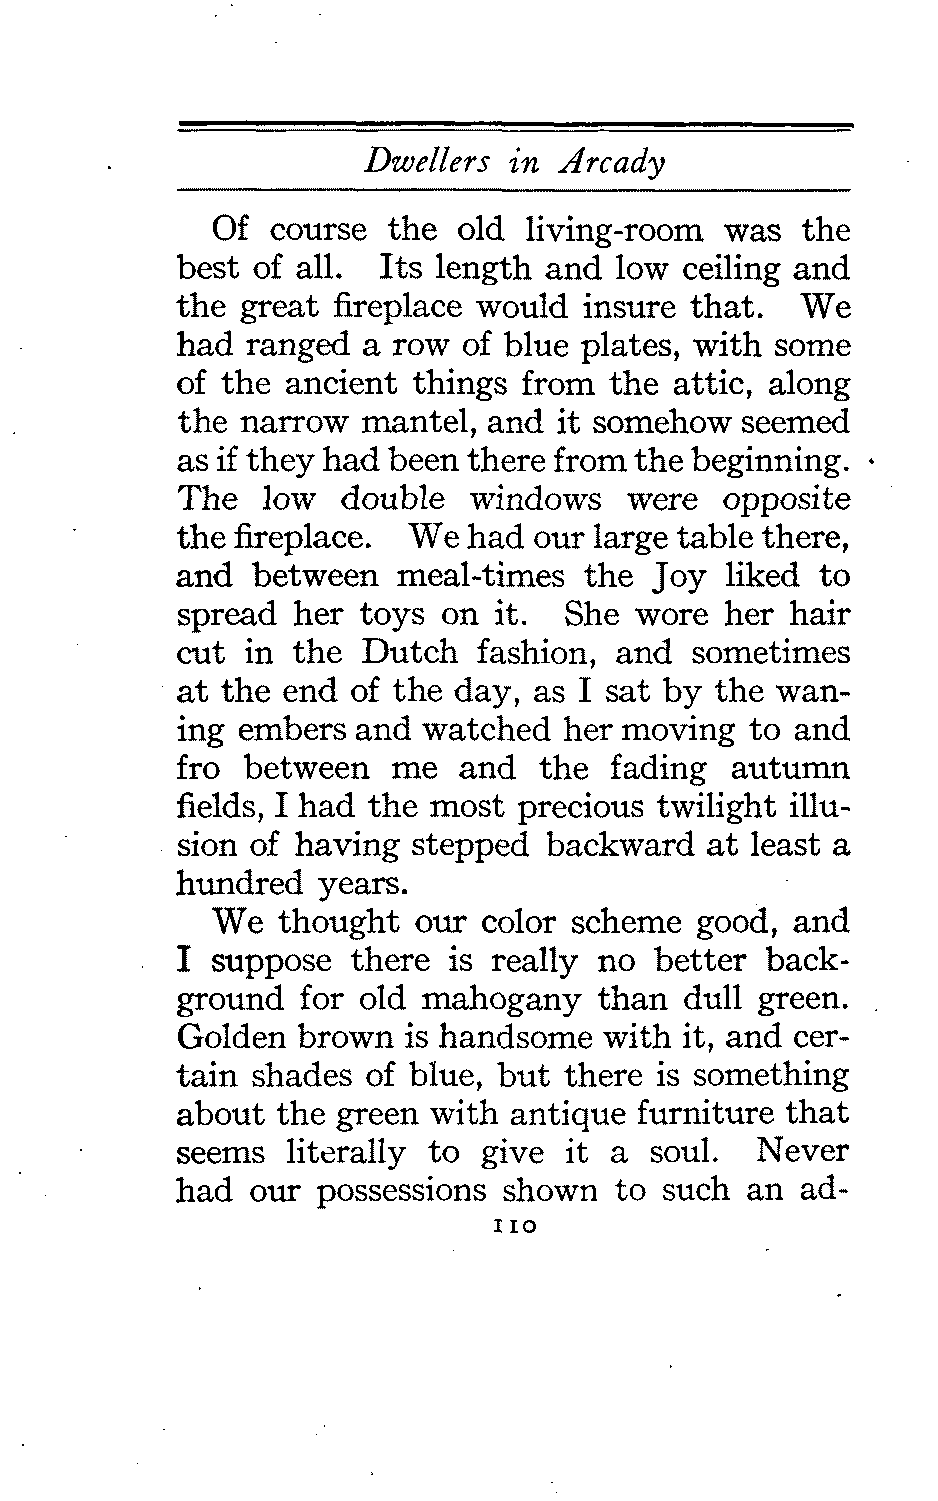 Dwellers in Arcady
Of course the old living-room was the
best of all. Its length and low ceiling and
the great fireplace would insure that. We
had ranged a row of blue plates, with some
of the ancient things from the attic, along
the narrow mantel, and it somehow seemed
as if they had been there from the beginning.
The low double windows were opposite
the fireplace. We had our large table there,
and between meal-times the Joy liked to
spread her toys on it. She wore her hair
cut in the Dutch fashion, and sometimes
at the end of the day, as I sat by the wan-
ing embers and watched her moving to and
fro between me and the fading autumn
fields, I had the most precious twilight illu-
sion of having stepped backward at least a
hundred years.
We thought our color scheme good, and
I suppose there is really no better back-
ground for old mahogany than dull green.
Golden brown is handsome with it, and cer-
tain shades of blue, but there is something
about the green with antique furniture that
seems literally to give it a soul. Never
had our possessions shown to such an ad-
110